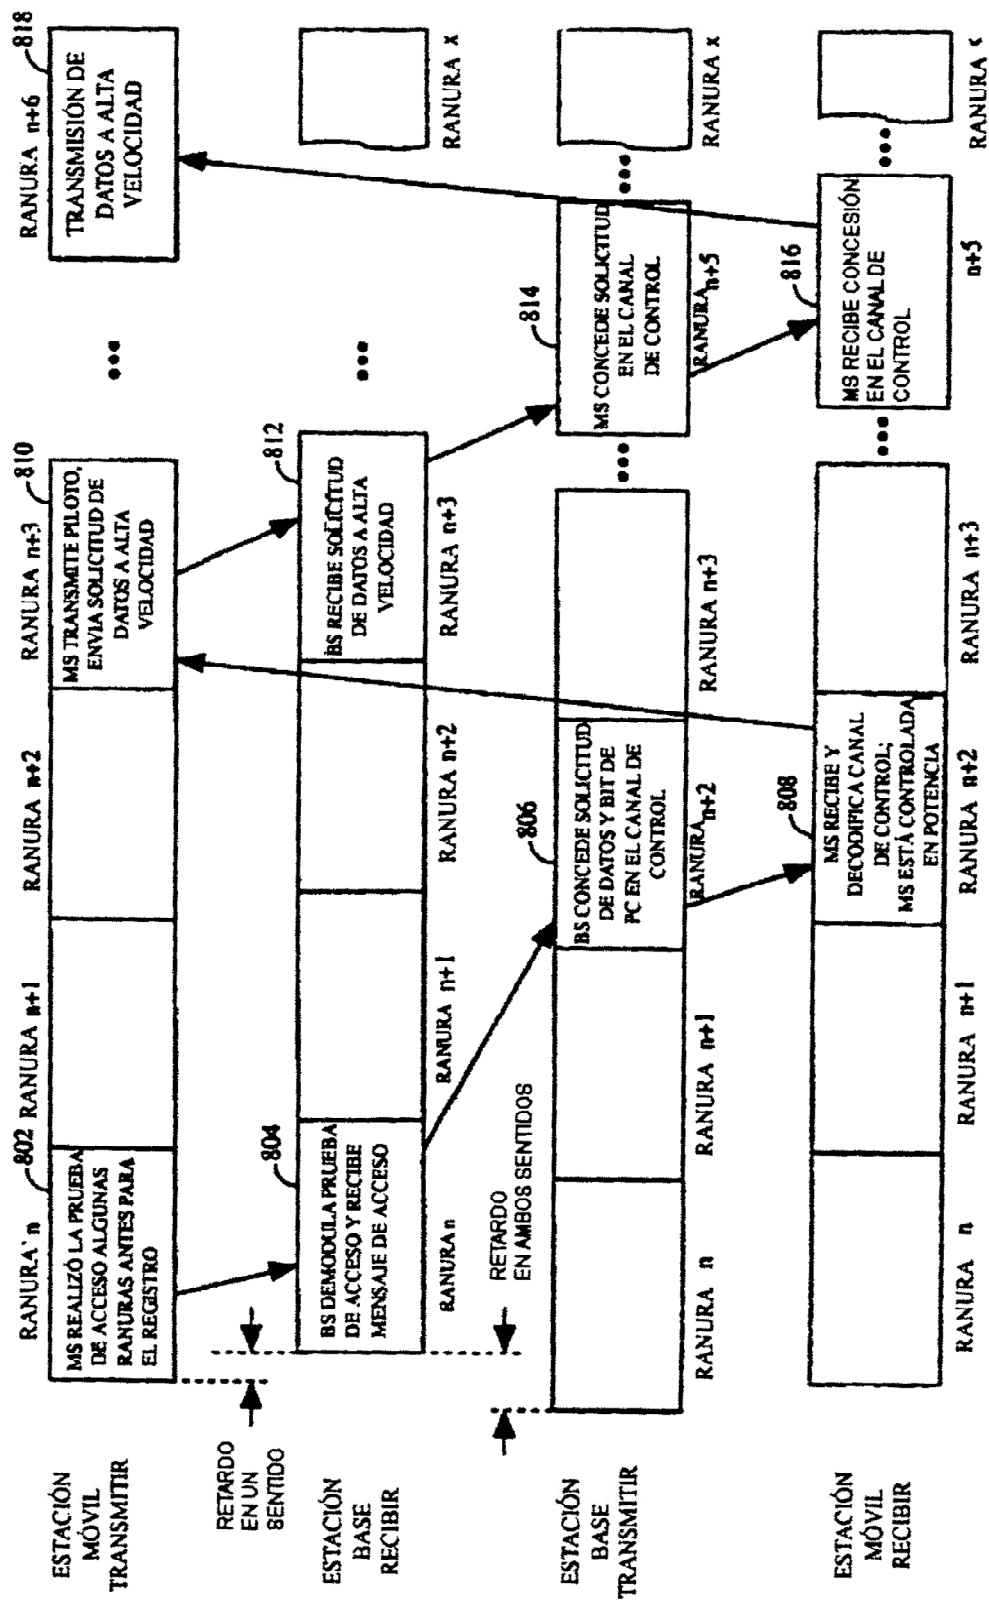 ESTACIÓN
MÓVIL
TRANSMITIR
RANURA n
802
MS REALIZÓ LA PRUEBA
DE ACCESO ALGUNAS
RANURAS ANTES PARA
EL REGISTRO
RANURA n+1
RANURA n+2
RANURA n+3
810
MS TRANSMITE PILOTO,
ENVIA SOLICITUD DE
DATOS A ALTA
VELOCIDAD
•••
RANURA n+6
818
TRANSMISIÓN DE
DATOS A ALTA
VELOCIDAD
RETARDO
EN UN
SENTIDO
ESTACIÓN
BASE
RECIBIR
804
BS DEMODULA PRUEBA
DE ACCESO Y RECIBE
MENSAJE DE ACCESO
RANURA n
RANURA n+1
RANURA n+2
812
BS RECIBE SOLICITUD
DE DATOS A ALTA
VELOCIDAD
RANURA n+3
•••
RANURA x
RETARDO
EN AMBOS SENTIDOS
ESTACIÓN
BASE
TRANSMITIR
RANURA n
RANURA n+1
806
BS CONCEDE SOLICITUD
DE DATOS Y BIT DE
PC EN EL CANAL DE
CONTROL
RANURA n+2
RANURA n+3
•••
814
MS CONCEDE SOLICITUD
EN EL CANAL
DE CONTROL
RANURA n+5
•••
RANURA x
ESTACIÓN
MÓVIL
RECIBIR
RANURA n
RANURA n+1
808
MS RECIBE Y
DECODIFICA CANAL
DE CONTROL;
MS ESTÁ CONTROLADA
EN POTENCIA
RANURA n+2
RANURA n+3
•••
816
MS RECIBE CONCESIÓN
EN EL CANAL DE
CONTROL
n+5
•••
RANURA